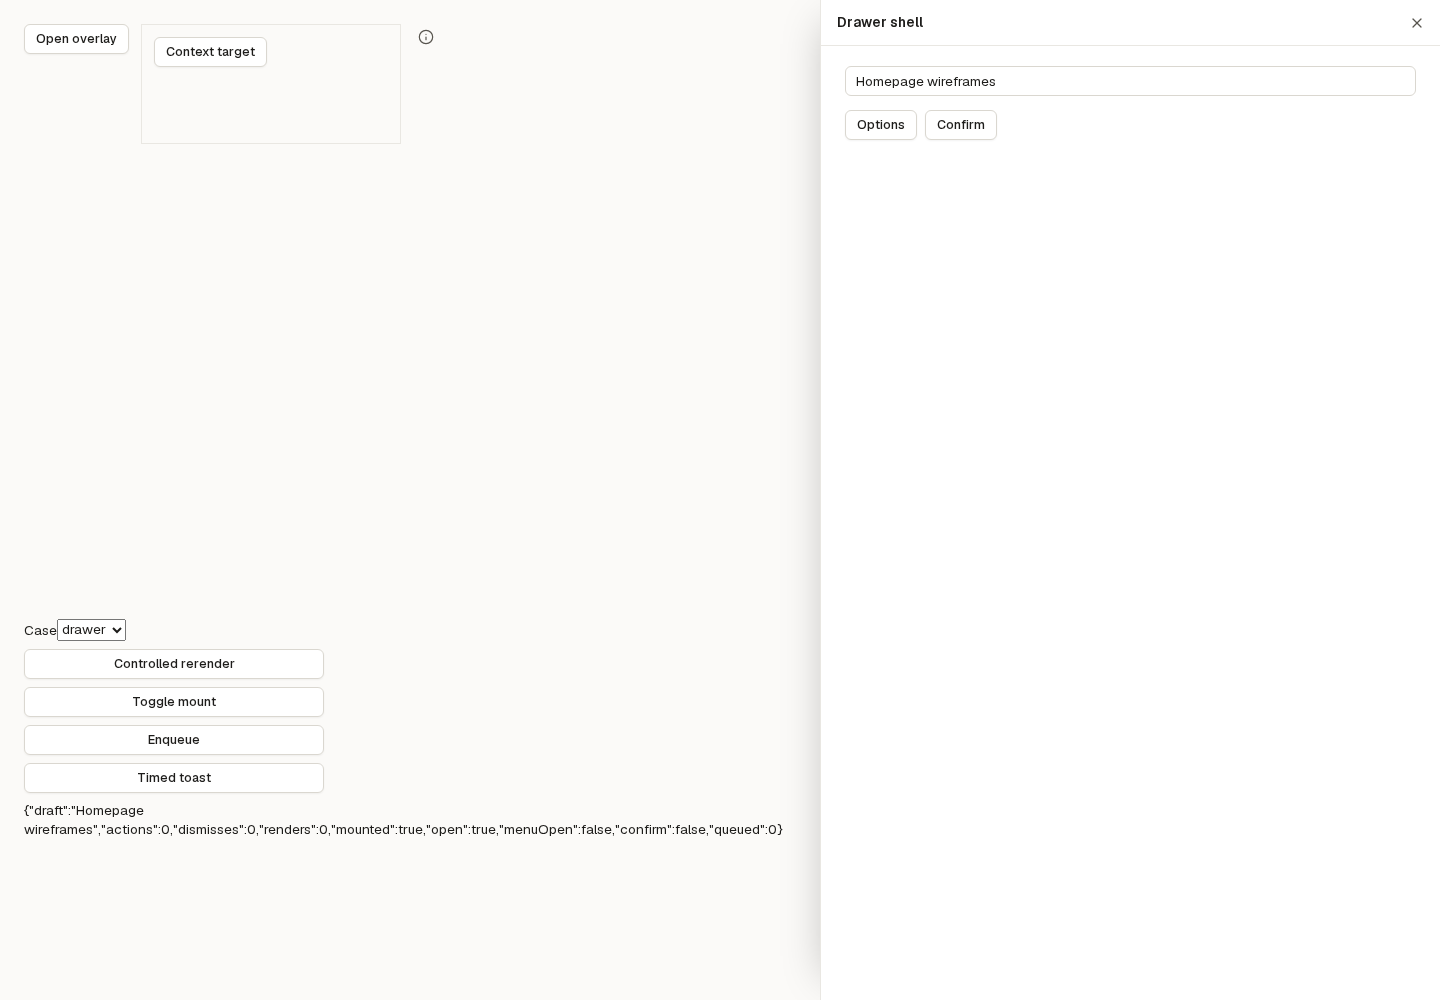 Open overlay
Context target
Drawer shell
Homepage wireframes
Options
Confirm
Case drawer
Controlled rerender
Toggle mount
Enqueue
Timed toast
{"draft":"Homepage
wireframes","actions":0,"dismisses":0,"renders":0,"mounted":true,"open":true,"menuOpen":false,"confirm":false,"queued":0}